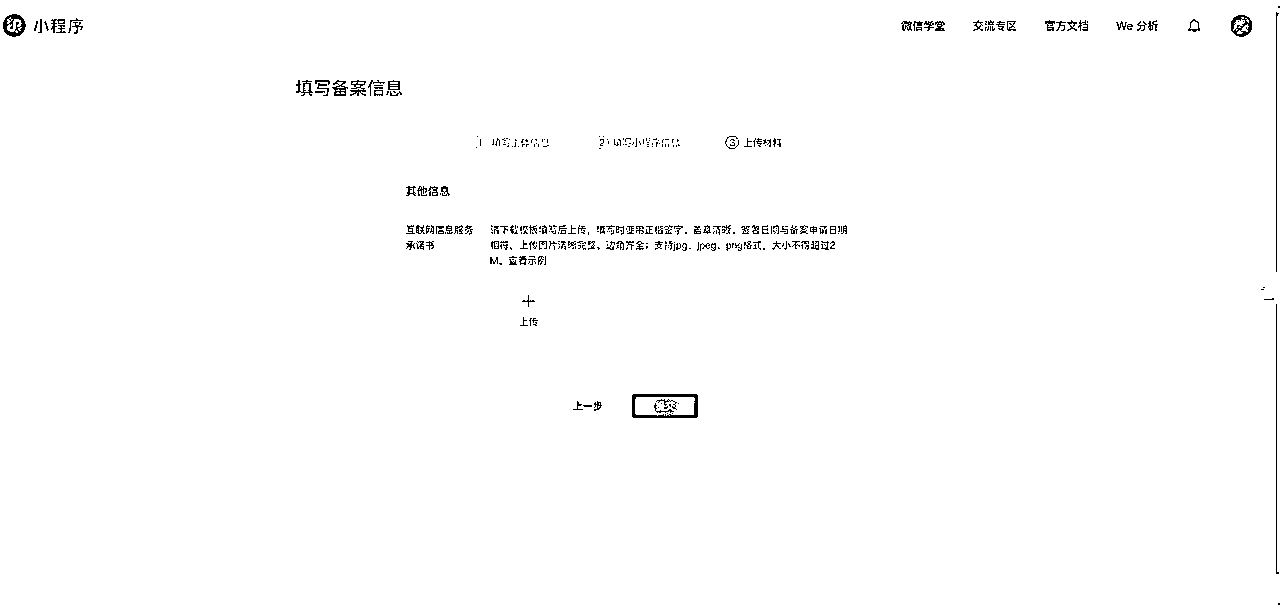 小程序
微信学堂 交流专区 官方文档 We 分析
填写备案信息
1 填写主体信息 2 填写小程序信息 3 上传材料
其他信息
互联网信息服务承诺书
请下载模板填写后上传，填写时使用正楷签字、盖章清晰、签署日期与备案申请日期
相符、上传图片清晰完整、边角齐全；支持jpg、jpeg、png格式，大小不得超过2
M。查看示例
上传
上一步